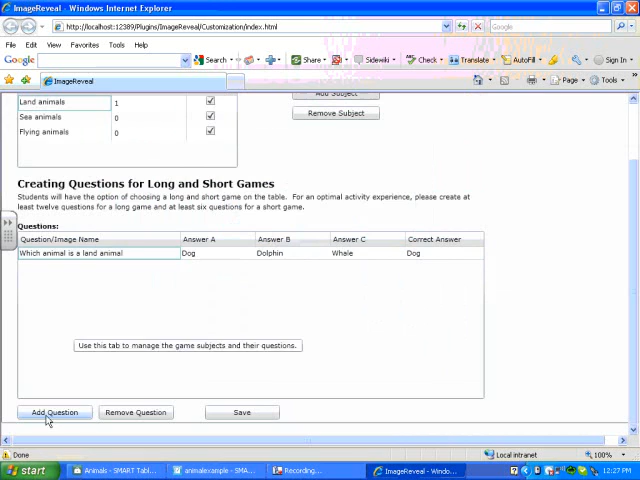 ImageReveal - Windows Internet Explorer
http://localhost:12389/Plugins/ImageReveal/Customization/index.html
Google
File Edit View Favorites Tools Help
Google Search Share Sidewiki Check Translate AutoFill Sign In
ImageReveal Page Tools
Land animals 1
Add Subject
Sea animals 0
Remove Subject
Flying animals 0
Creating Questions for Long and Short Games
Students will have the option of choosing a long and short game on the table. For an optimal activity experience, please create at
least twelve questions for a long game and at least six questions for a short game.
Questions:
Question/Image Name Answer A Answer B Answer C Correct Answer
Which animal is a land animal Dog Dolphin Whale Dog
Use this tab to manage the game subjects and their questions.
Add Question Remove Question Save
Done Local intranet 100%
start Animals - SMART Tabl... animalexample - SMA... Recording... ImageReveal - Windo... 12:27 PM